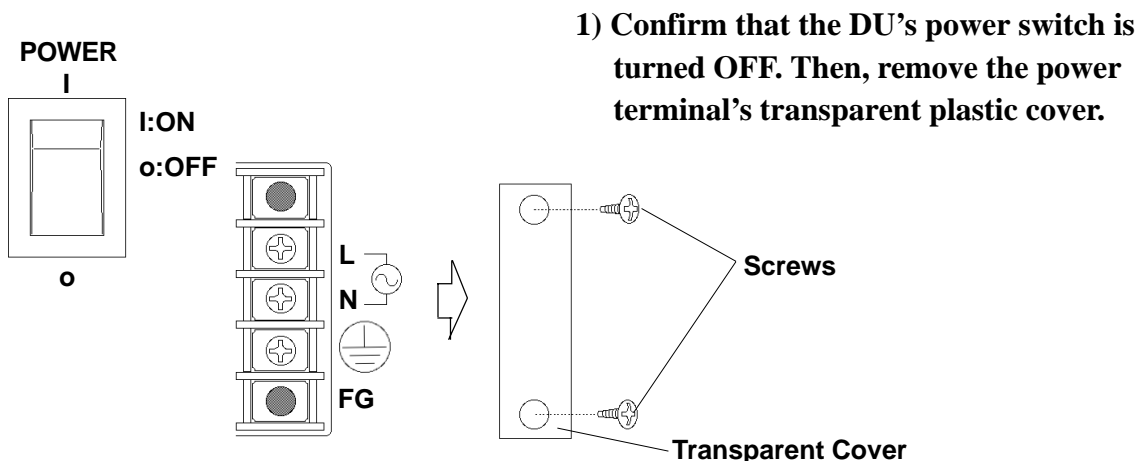 1) Confirm that the DU’s power switch is
turned OFF. Then, remove the power
terminal’s transparent plastic cover.
POWER
I
I:ON
o:OFF
o
L
N
FG
Screws
Transparent Cover